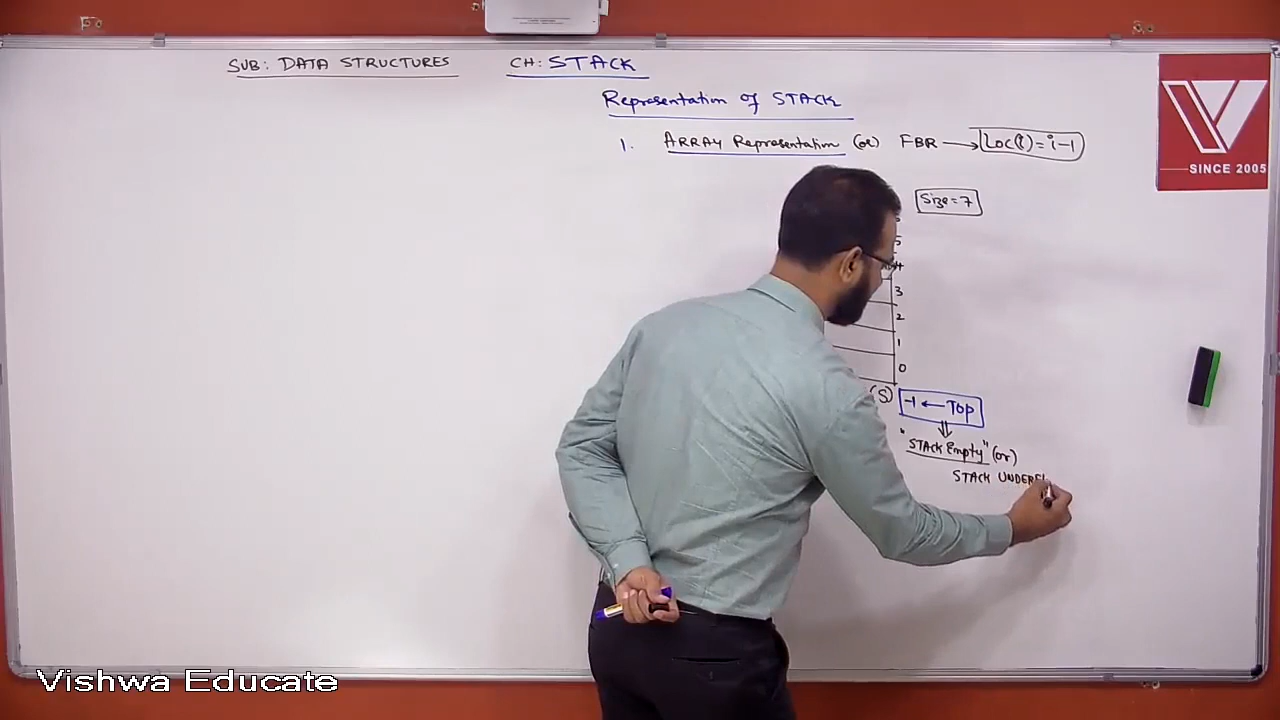 SUB: DATA STRUCTURES CH: STACK
Representation of STACK
1. ARRAY Representation (or) FBR → Loc(i) = i-1
Size = 7
5
4
3
2
1
0
(S) -1 ← Top
"STACK Empty" (or)
STACK UNDERFL
SINCE 2005
Vishwa Educate